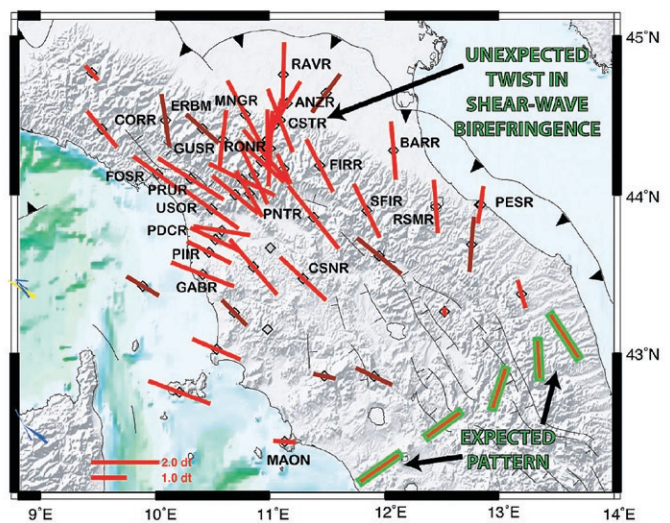 45°N
RAVR
UNEXPECTED
TWIST IN
SHEAR-WAVE
BIREFRINGENCE
ERBM
MNGR
ANZR
CORR
CSTR
GUSR
RONR
BARR
FOSR
FIRR
PRUR
44°N
USOR
PNTR
SFIR
RSMR
PESR
PDCR
PIIR
CSNR
GABR
43°N
EXPECTED
PATTERN
MAON
2.0 dt
1.0 dt
9°E
10°E
11°E
12°E
13°E
14°E